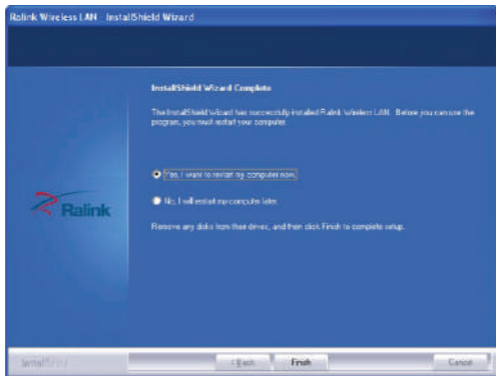 Ralink Wireless LAN - InstallShield Wizard
InstallShield Wizard Complete
The InstallShield Wizard has successfully installed Ralink Wireless LAN. Before you can use the
program, you must restart your computer.
Yes, I want to restart my computer now.
No, I will restart my computer later.
Ralink
Remove any disks from their drives, and then click Finish to complete setup.
InstallShield
< Back
Finish
Cancel